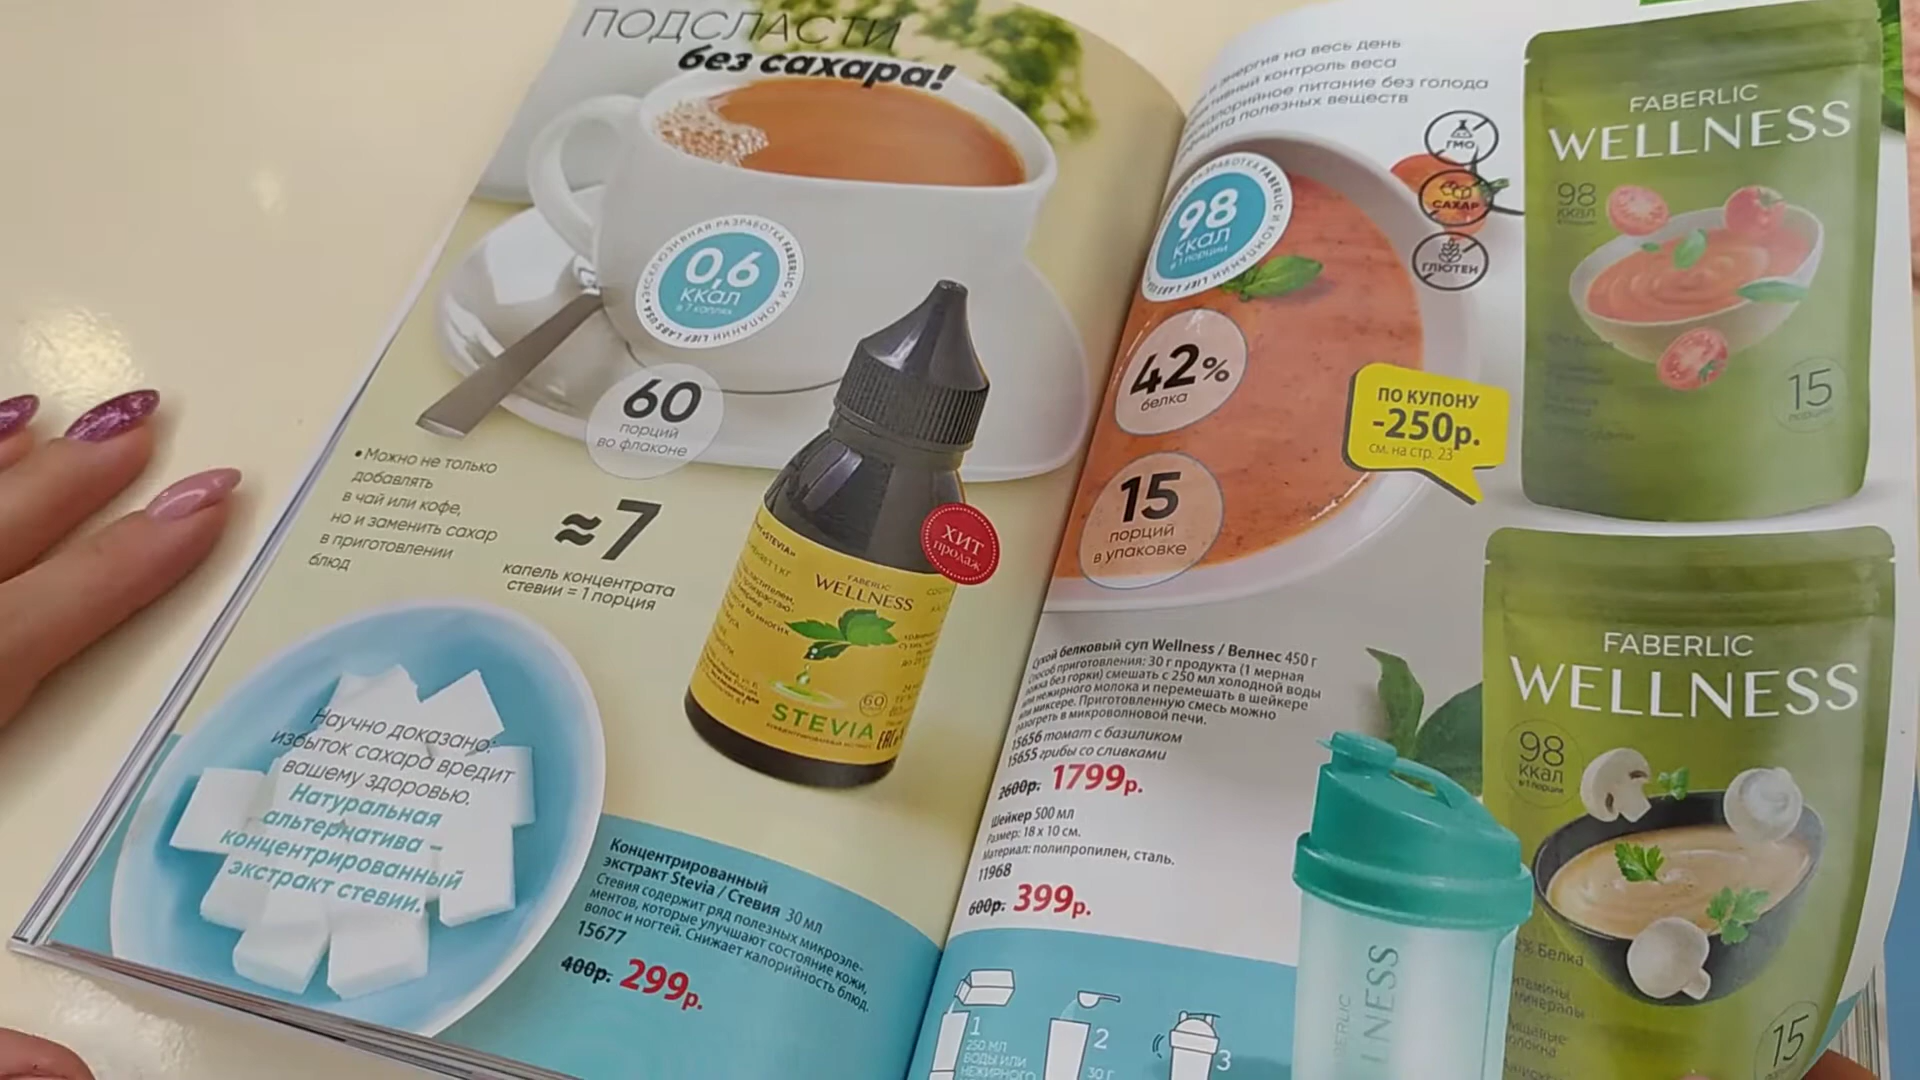 ПОДСЛАСТИ
без сахара!
0,6
ккал
в 7 каплях
60
порций
во флаконе
• Можно не только
добавлять
в чай или кофе,
но и заменить сахар
в приготовлении
блюд
≈7
капель концентрата
стевии = 1 порция
ХИТ
продаж
FABERLIC
WELLNESS
STEVIA
60
Научно доказано:
избыток сахара вредит
вашему здоровью.
Натуральная
альтернатива –
концентрированный
экстракт стевии.
Концентрированный
экстракт Stevia / Стевия 30 мл
Стевия содержит ряд полезных микроэле-
ментов, которые улучшают состояние кожи,
волос и ногтей. Снижает калорийность блюд.
15677
400р. 299р.
энергия на весь день
контроль веса
питание без голода
полезных веществ
ГМО
САХАР
ГЛЮТЕН
98
ккал
в 1 порции
42%
белка
15
порций
в упаковке
ПО КУПОНУ
-250р.
см. на стр. 23
FABERLIC
WELLNESS
98
ккал
15
порций
Сухой белковый суп Wellness / Велнес 450 г
Способ приготовления: 30 г продукта (1 мерная
ложка без горки) смешать с 250 мл холодной воды
или нежирного молока и перемешать в шейкере
или миксере. Приготовленную смесь можно
разогреть в микроволновой печи.
15656 томат с базиликом
15655 грибы со сливками
2600р. 1799р.
Шейкер 500 мл
Размер: 18 x 10 см.
Материал: полипропилен, сталь.
11968
600р. 399р.
1
250 МЛ
ВОДЫ ИЛИ
НЕЖИРНОГО
2
30 Г
3
FABERLIC
WELLNESS
98
ккал
в 1 порции
белка
15